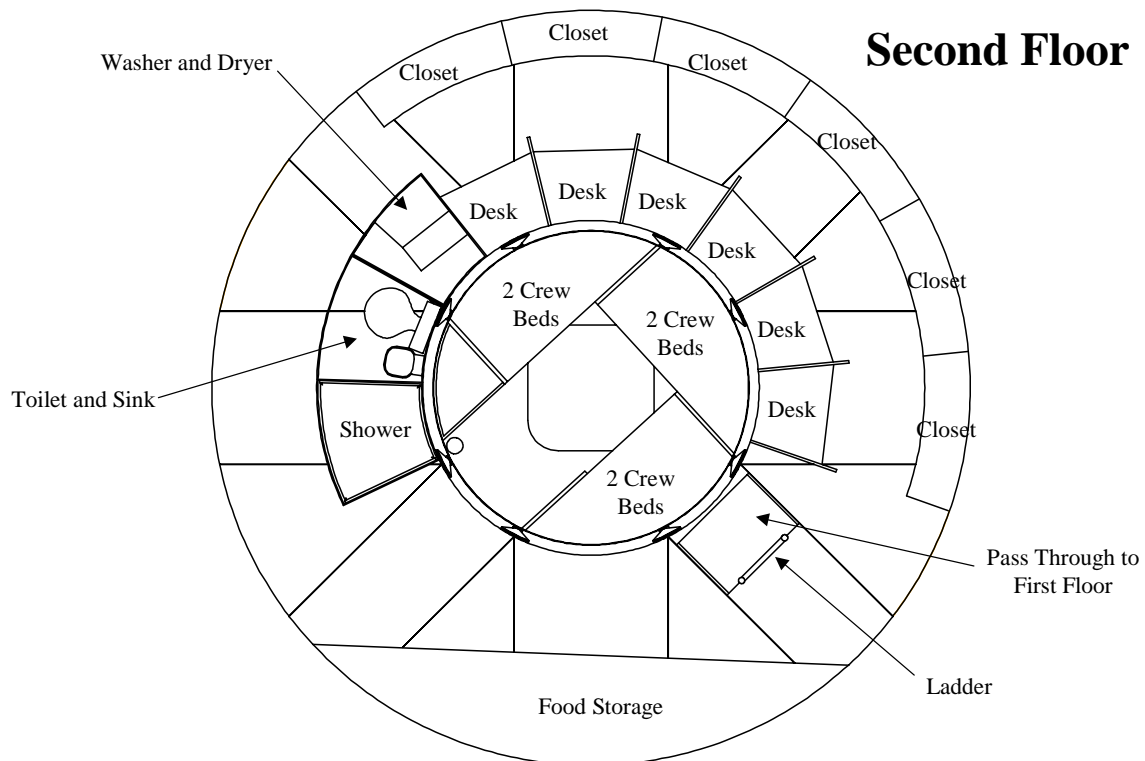 Second Floor
Closet
Closet
Closet
Closet
Closet
Closet
Washer and Dryer
Desk
Desk
Desk
Desk
Desk
Desk
2 Crew
Beds
2 Crew
Beds
2 Crew
Beds
Toilet and Sink
Shower
Pass Through to
First Floor
Ladder
Food Storage